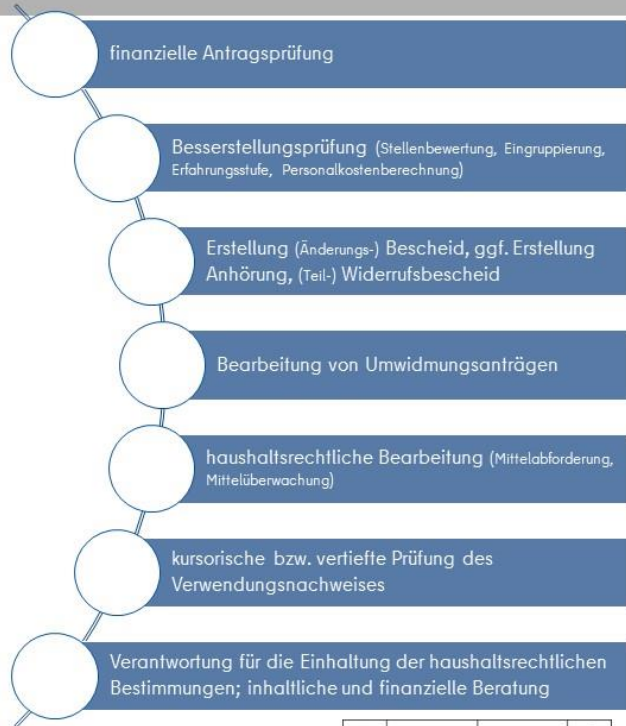 finanzielle Antragsprüfung
Besserstellungsprüfung (Stellenbewertung, Eingruppierung,
Erfahrungsstufe, Personalkostenberechnung)
Erstellung (Änderungs-) Bescheid, ggf. Erstellung
Anhörung, (Teil-) Widerrufsbescheid
Bearbeitung von Umwidmungsanträgen
haushaltsrechtliche Bearbeitung (Mittelabforderung,
Mittelüberwachung)
kursorische bzw. vertiefte Prüfung des
Verwendungsnachweises
Verantwortung für die Einhaltung der haushaltsrechtlichen
Bestimmungen; inhaltliche und finanzielle Beratung